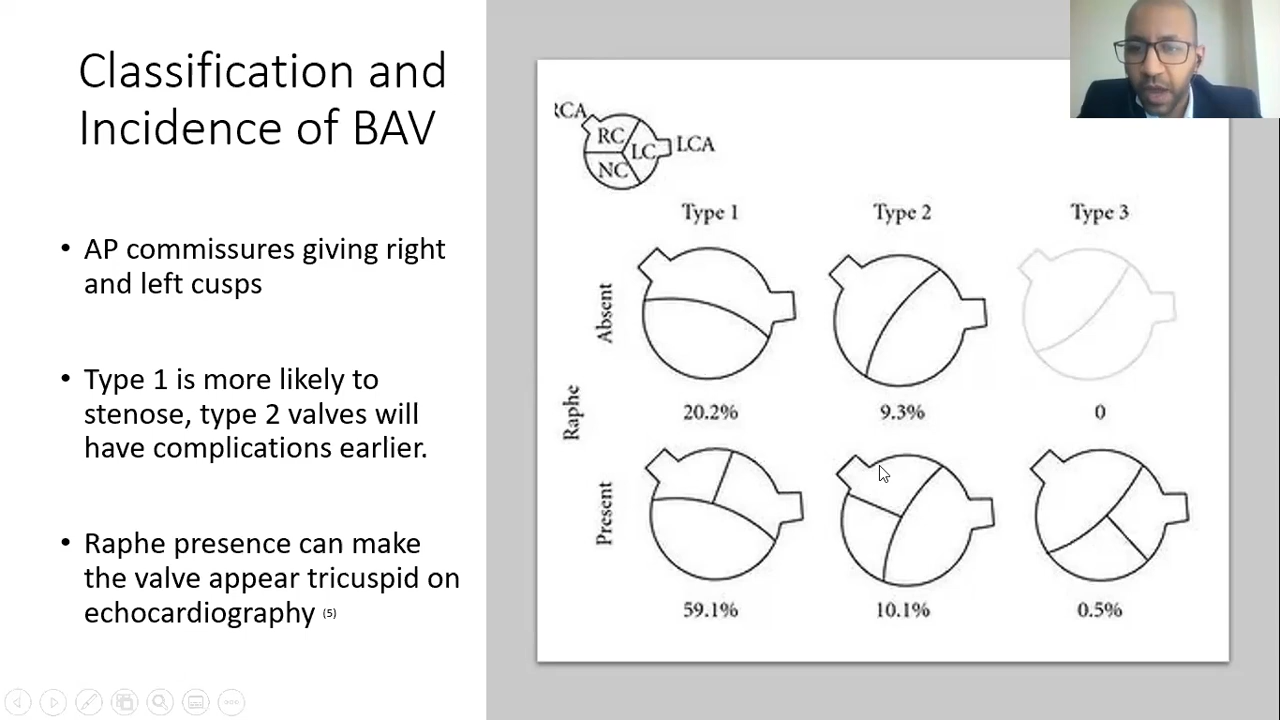 Classification and
Incidence of BAV
• AP commissures giving right
and left cusps
• Type 1 is more likely to
stenose, type 2 valves will
have complications earlier.
• Raphe presence can make
the valve appear tricuspid on
echocardiography (5)
RCA
RC
LC
NC
LCA
Type 1
Type 2
Type 3
Raphe
Absent
20.2%
9.3%
0
Present
59.1%
10.1%
0.5%